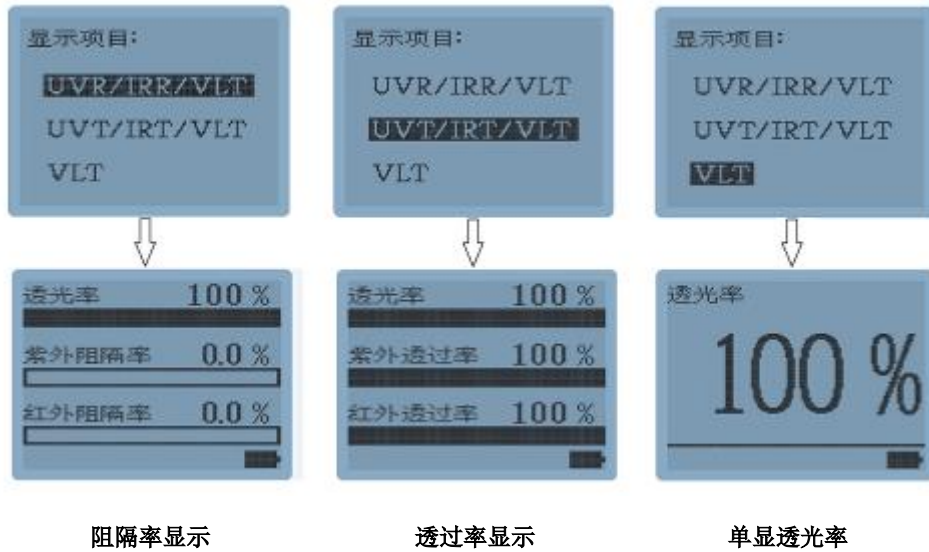 显示项目:
UVR/IRR/VLT
UVT/IRT/VLT
VLT
显示项目:
UVR/IRR/VLT
UVT/IRT/VLT
VLT
显示项目:
UVR/IRR/VLT
UVT/IRT/VLT
VLT
透光率 100 %
紫外阻隔率 0.0 %
红外阻隔率 0.0 %
透光率 100 %
紫外透过率 100 %
红外透过率 100 %
透光率
100 %
阻隔率显示
透过率显示
单显透光率